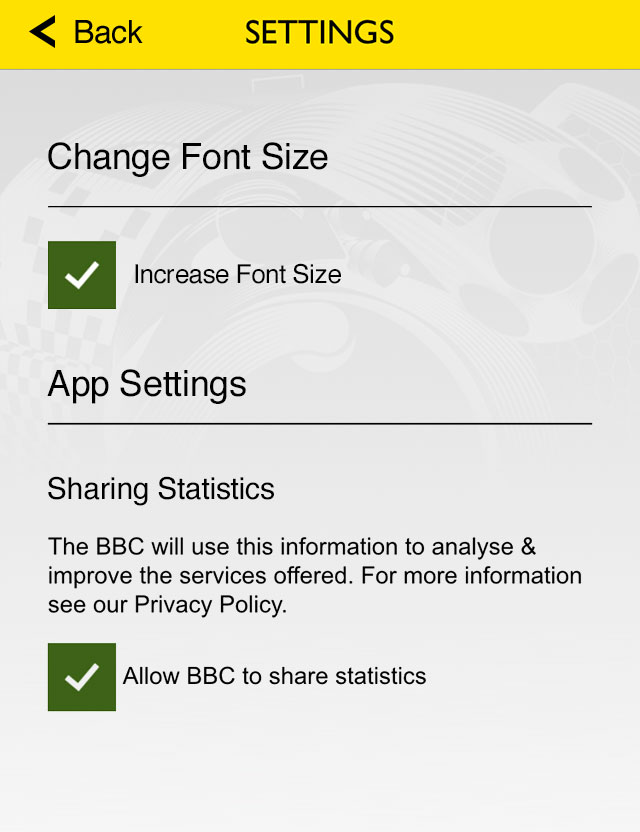 Back
SETTINGS
Change Font Size
Increase Font Size
App Settings
Sharing Statistics
The BBC will use this information to analyse &
improve the services offered. For more information
see our Privacy Policy.
Allow BBC to share statistics